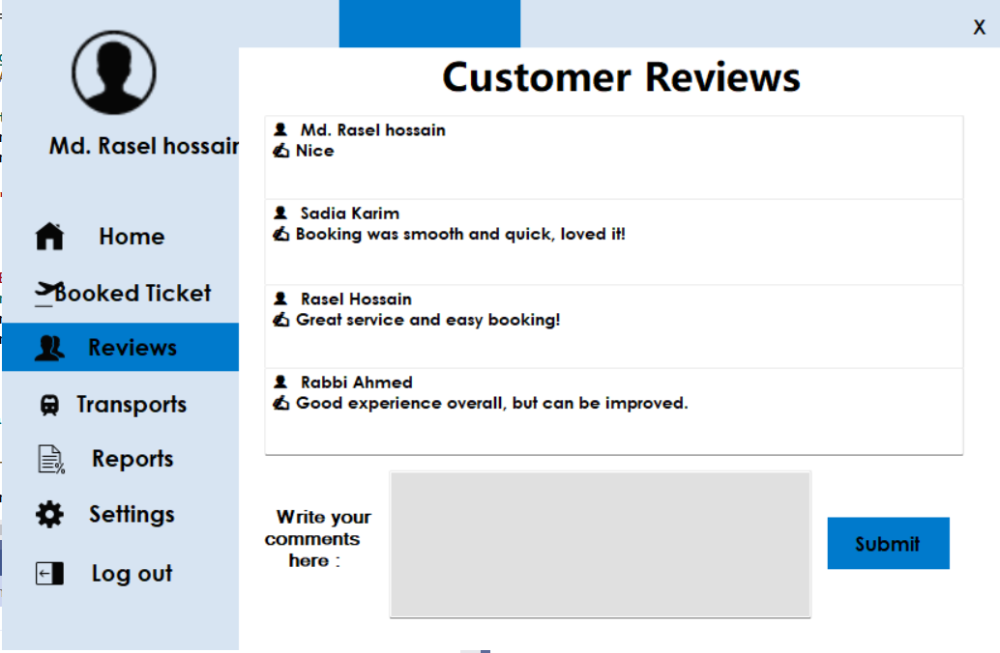 X
Md. Rasel hossain
Home
Booked Ticket
Reviews
Transports
Reports
Settings
Log out
Customer Reviews
Md. Rasel hossain
Nice
Sadia Karim
Booking was smooth and quick, loved it!
Rasel Hossain
Great service and easy booking!
Rabbi Ahmed
Good experience overall, but can be improved.
Write your
comments
here :
Submit